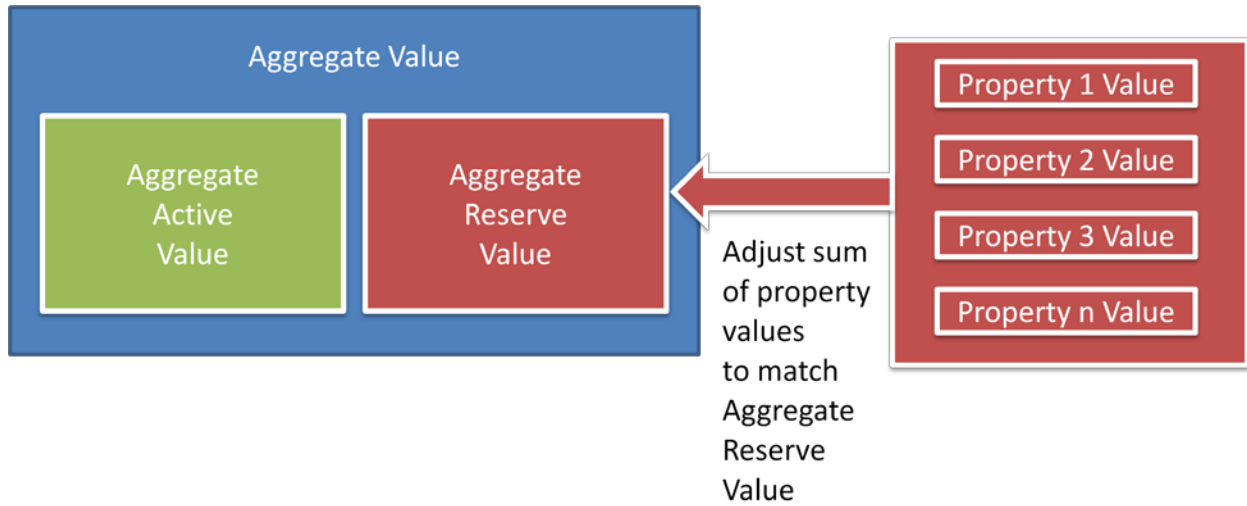 Aggregate Value
Aggregate
Active
Value
Aggregate
Reserve
Value
Adjust sum
of property
values
to match
Aggregate
Reserve
Value
Property 1 Value
Property 2 Value
Property 3 Value
Property n Value